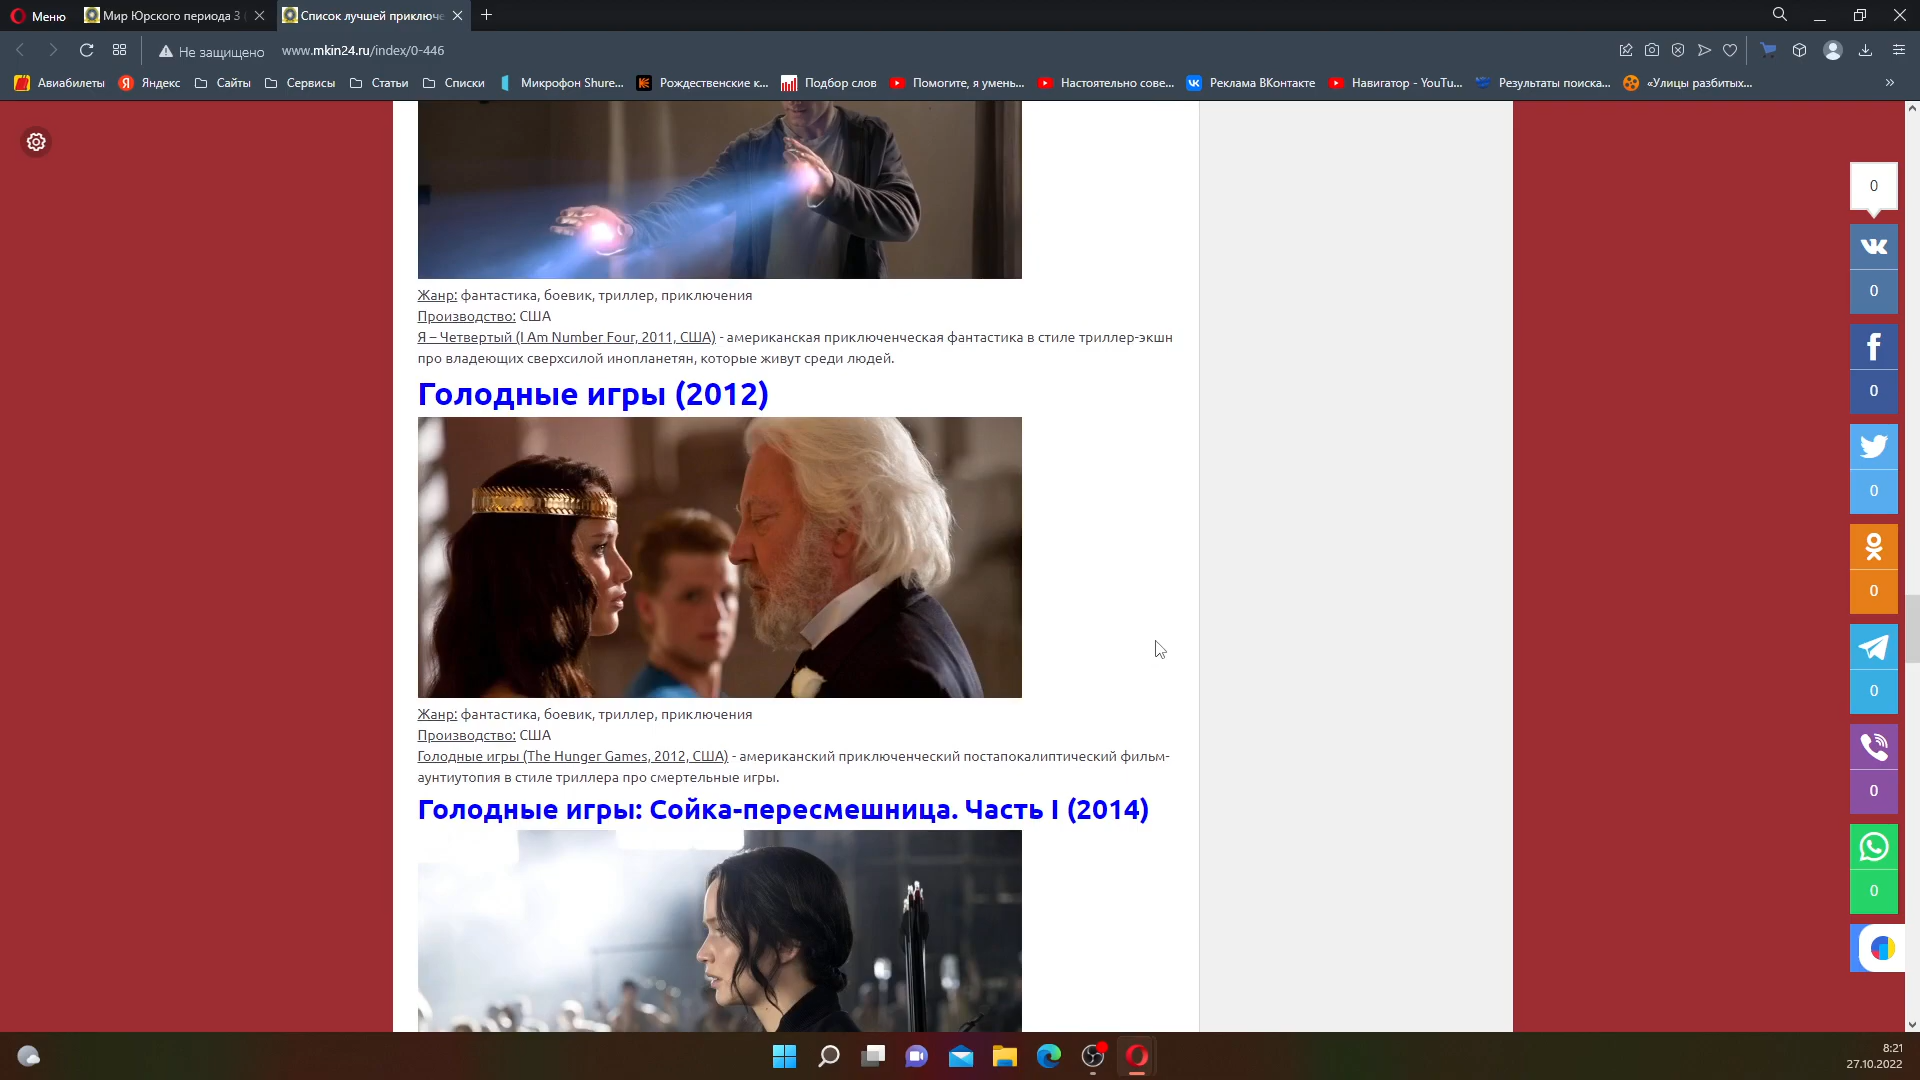 Меню
Мир Юрского периода 3
Список лучшей приключе
Не защищено
www.mkin24.ru/index/0-446
Авиабилеты
Яндекс
Сайты
Сервисы
Статьи
Списки
Микрофон Shure...
Рождественские к...
Подбор слов
Помогите, я умень...
Настоятельно сове...
Реклама ВКонтакте
Навигатор - YouTu...
Результаты поиска...
«Улицы разбитых...
Жанр: фантастика, боевик, триллер, приключения
Производство: США
Я – Четвертый (I Am Number Four, 2011, США) - американская приключенческая фантастика в стиле триллер-экшн
про владеющих сверхсилой инопланетян, которые живут среди людей.
Голодные игры (2012)
Жанр: фантастика, боевик, триллер, приключения
Производство: США
Голодные игры (The Hunger Games, 2012, США) - американский приключенческий постапокалиптический фильм-
аунтиутопия в стиле триллера про смертельные игры.
Голодные игры: Сойка-пересмешница. Часть I (2014)
0
0
0
0
0
0
0
0
8:21
27.10.2022